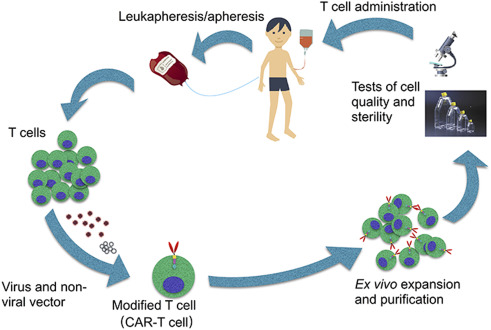 T cell administration
Leukapheresis/apheresis
Tests of cell
quality and
sterility
T cells
Virus and non-
viral vector
Modified T cell
(CAR-T cell)
Ex vivo expansion
and purification